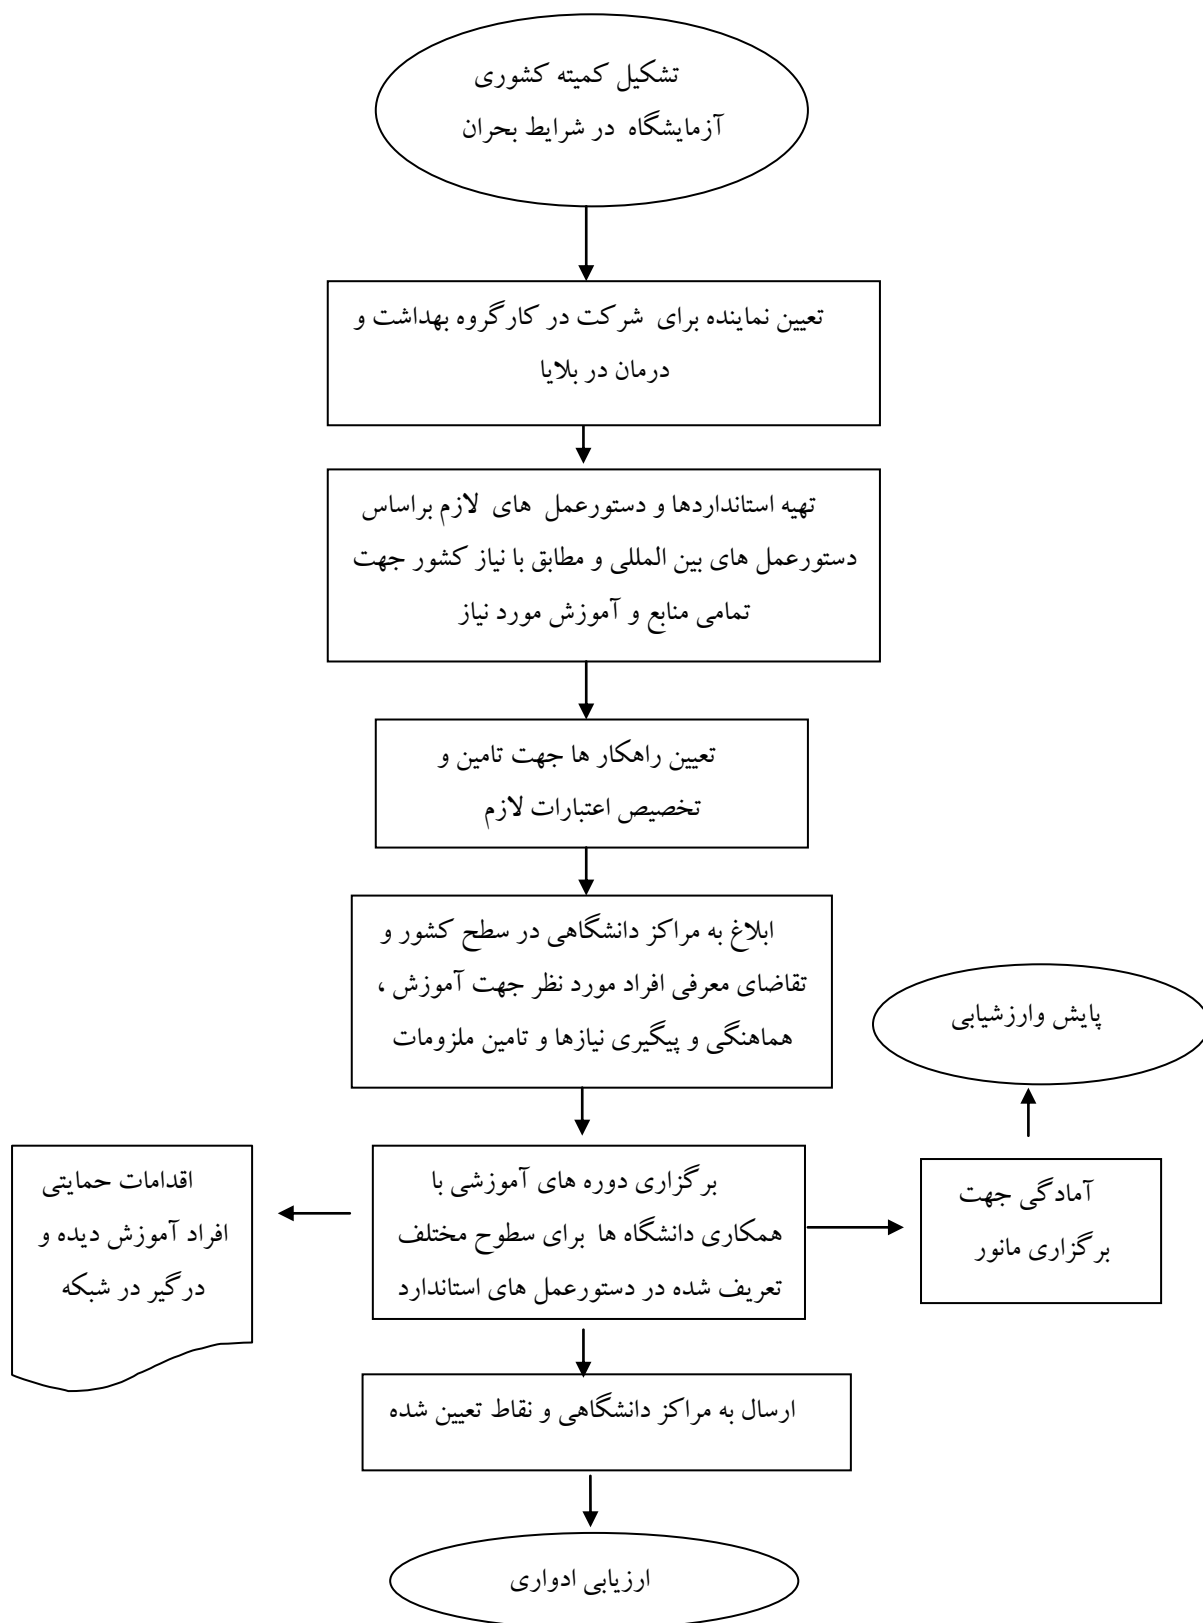 تشکیل کمیته کشوری
آزمایشگاه در شرایط بحران
تعیین نماینده برای شرکت در کارگروه بهداشت و
درمان در بلایا
تهیه استانداردها و دستورعمل های لازم براساس
دستورعمل های بین المللی و مطابق با نیاز کشور جهت
تمامی منابع و آموزش مورد نیاز
تعیین راهکار ها جهت تامین و
تخصیص اعتبارات لازم
ابلاغ به مراکز دانشگاهی در سطح کشور و
تقاضای معرفی افراد مورد نظر جهت آموزش ،
هماهنگی و پیگیری نیازها و تامین ملزومات
پایش وارزشیابی
آمادگی جهت
برگزاری مانور
برگزاری دوره های آموزشی با
همکاری دانشگاه ها برای سطوح مختلف
تعریف شده در دستورعمل های استاندارد
اقدامات حمایتی
افراد آموزش دیده و
درگیر در شبکه
ارسال به مراکز دانشگاهی و نقاط تعیین شده
ارزیابی ادواری